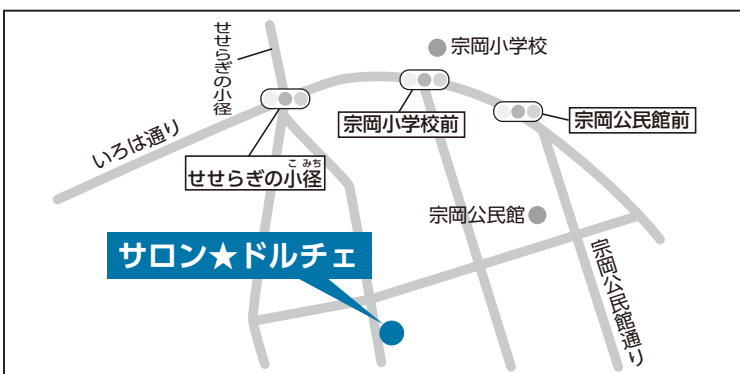 せせらぎの小径
宗岡小学校
いろは通り
宗岡小学校前
宗岡公民館前
こ みち
せせらぎの小径
宗岡公民館
サロン★ドルチェ
宗岡公民館通り